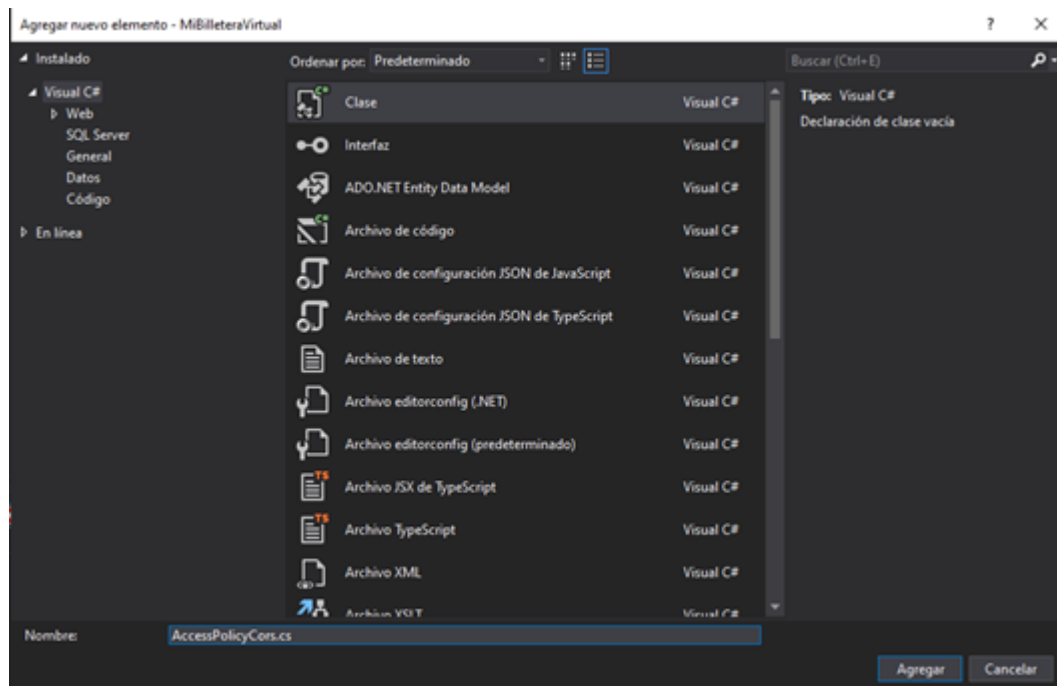 Agregar nuevo elemento - MiBilleteraVirtual
? ×
Instalado
Ordenar por: Predeterminado
Buscar (Ctrl+E)
Visual C#
Web
SQL Server
General
Datos
Código
En línea
Clase Visual C#
Interfaz Visual C#
ADO.NET Entity Data Model Visual C#
Archivo de código Visual C#
Archivo de configuración JSON de JavaScript Visual C#
Archivo de configuración JSON de TypeScript Visual C#
Archivo de texto Visual C#
Archivo editorconfig (.NET) Visual C#
Archivo editorconfig (predeterminado) Visual C#
Archivo JSX de TypeScript Visual C#
Archivo TypeScript Visual C#
Archivo XML Visual C#
Archivo XSLT Visual C#
Tipo: Visual C#
Declaración de clase vacía
Nombre: AccessPolicyCors.cs
Agregar Cancelar